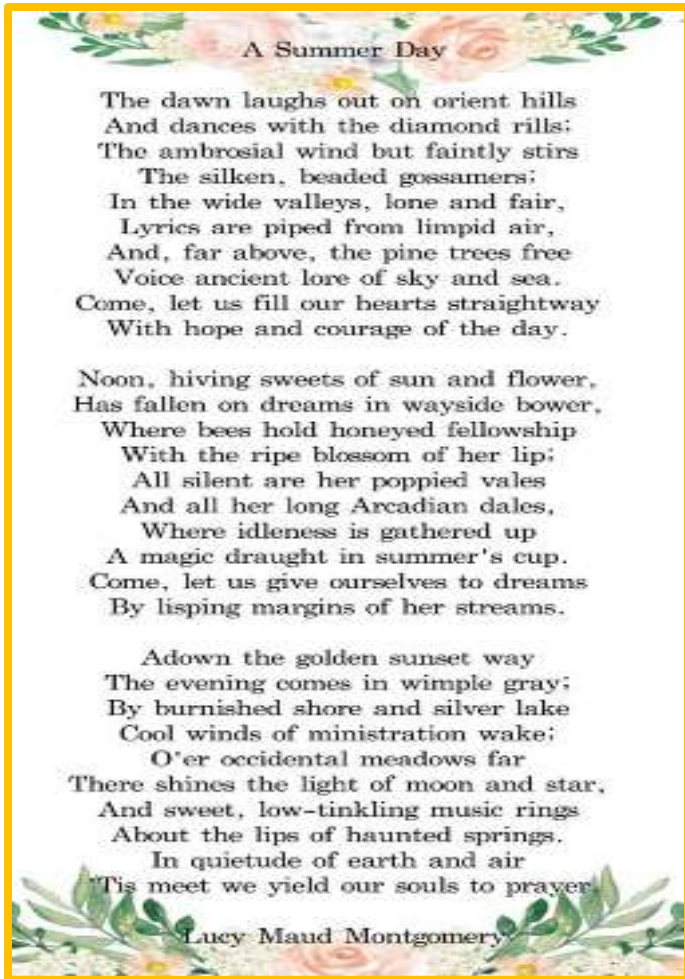 A Summer Day
The dawn laughs out on orient hills
And dances with the diamond rills;
The ambrosial wind but faintly stirs
The silken, beaded gossamers;
In the wide valleys, lone and fair,
Lyrics are piped from limpid air,
And, far above, the pine trees free
Voice ancient lore of sky and sea.
Come, let us fill our hearts straightway
With hope and courage of the day.
Noon, hiving sweets of sun and flower,
Has fallen on dreams in wayside bower,
Where bees hold honeyed fellowship
With the ripe blossom of her lip;
All silent are her poppied vales
And all her long Arcadian dales,
Where idleness is gathered up
A magic draught in summer's cup.
Come, let us give ourselves to dreams
By lisping margins of her streams.
Adown the golden sunset way
The evening comes in wimple gray;
By burnished shore and silver lake
Cool winds of ministration wake;
O'er occidental meadows far
There shines the light of moon and star,
And sweet, low-tinkling music rings
About the lips of haunted springs.
In quietude of earth and air
'Tis meet we yield our souls to prayer.
Lucy Maud Montgomery